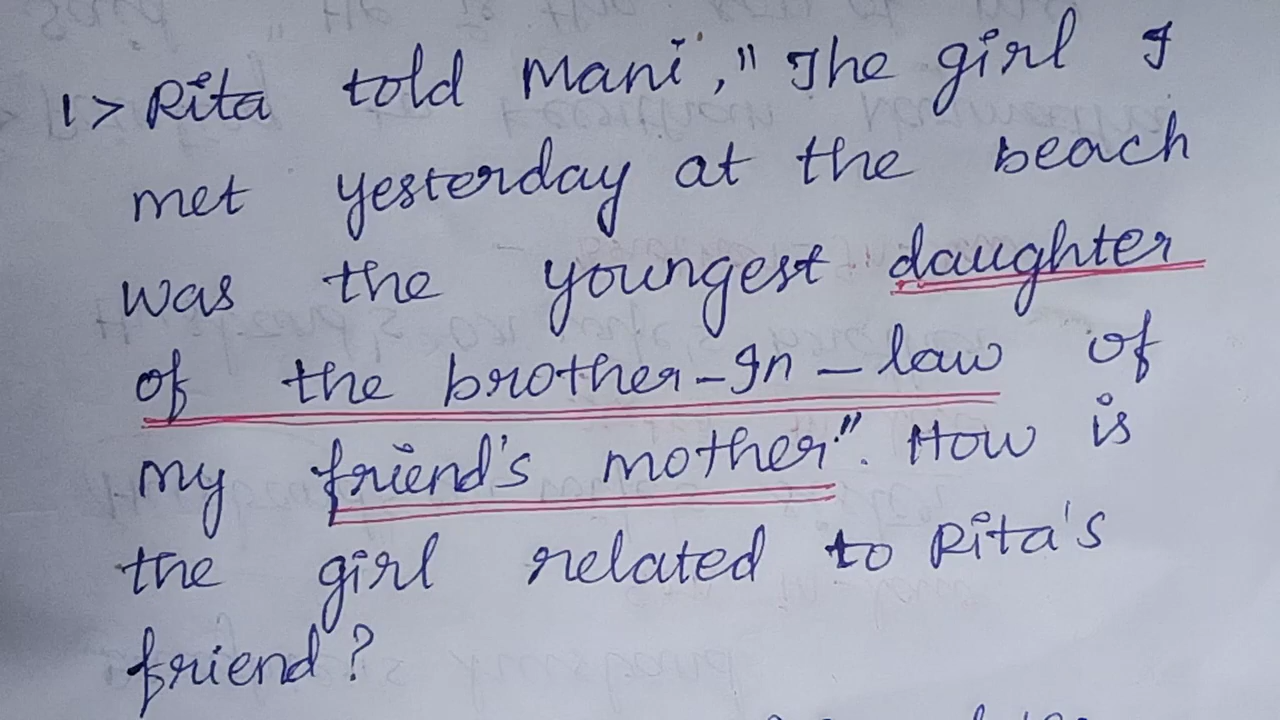 1> Rita told Mani, "The girl I
met yesterday at the beach
was the youngest daughter
of the brother-In-law of
my friend's mother". How is
the girl related to Rita's
friend?